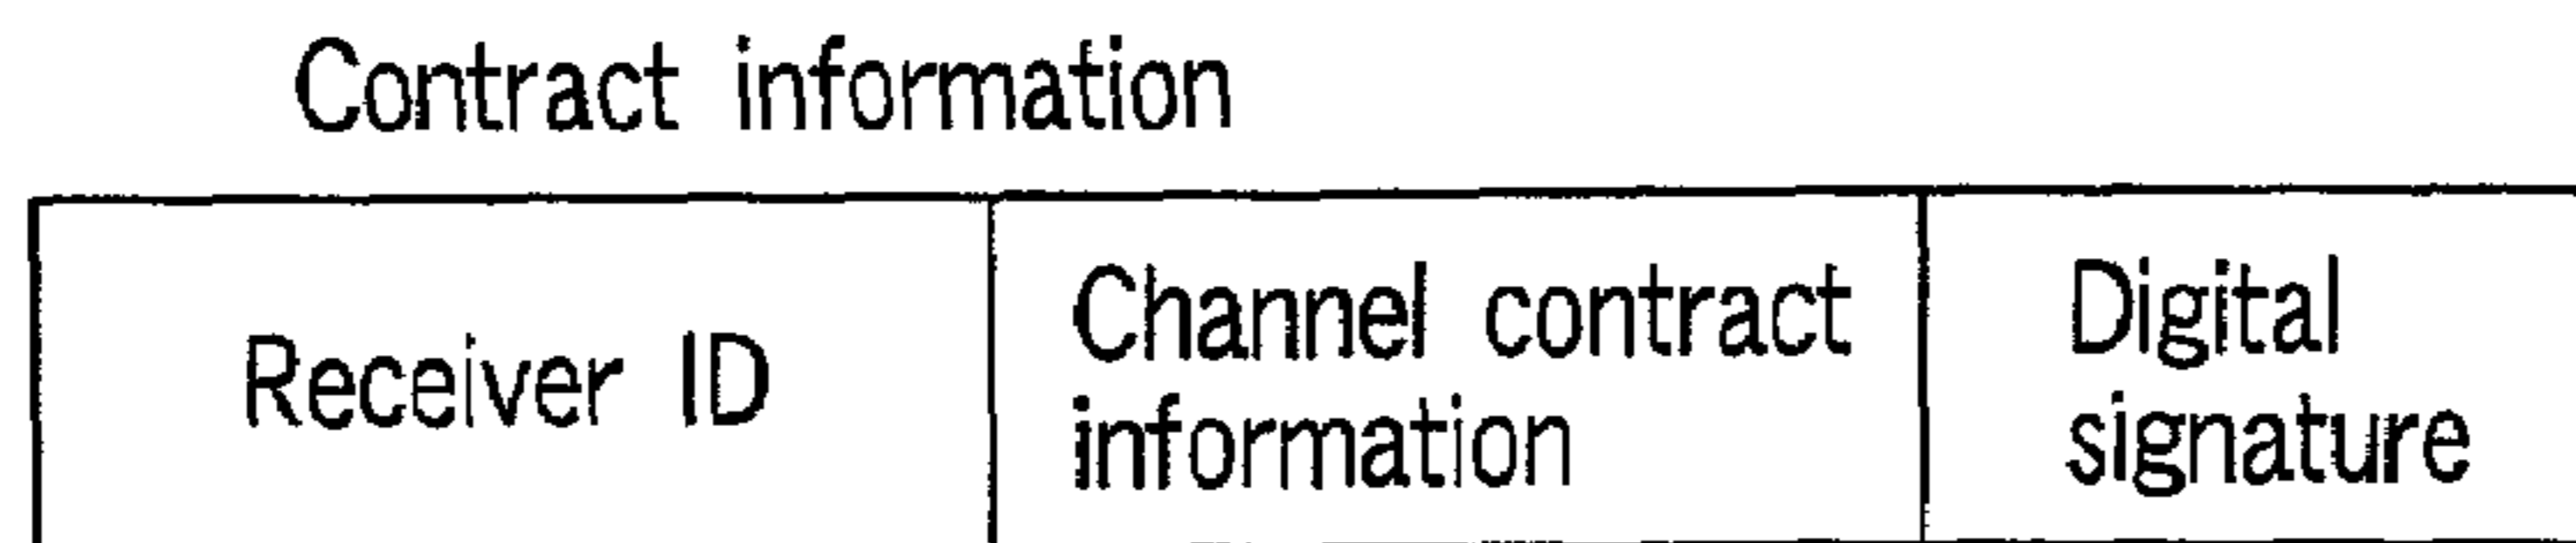 Contract information
Receiver ID
Channel contract
information
Digital
signature